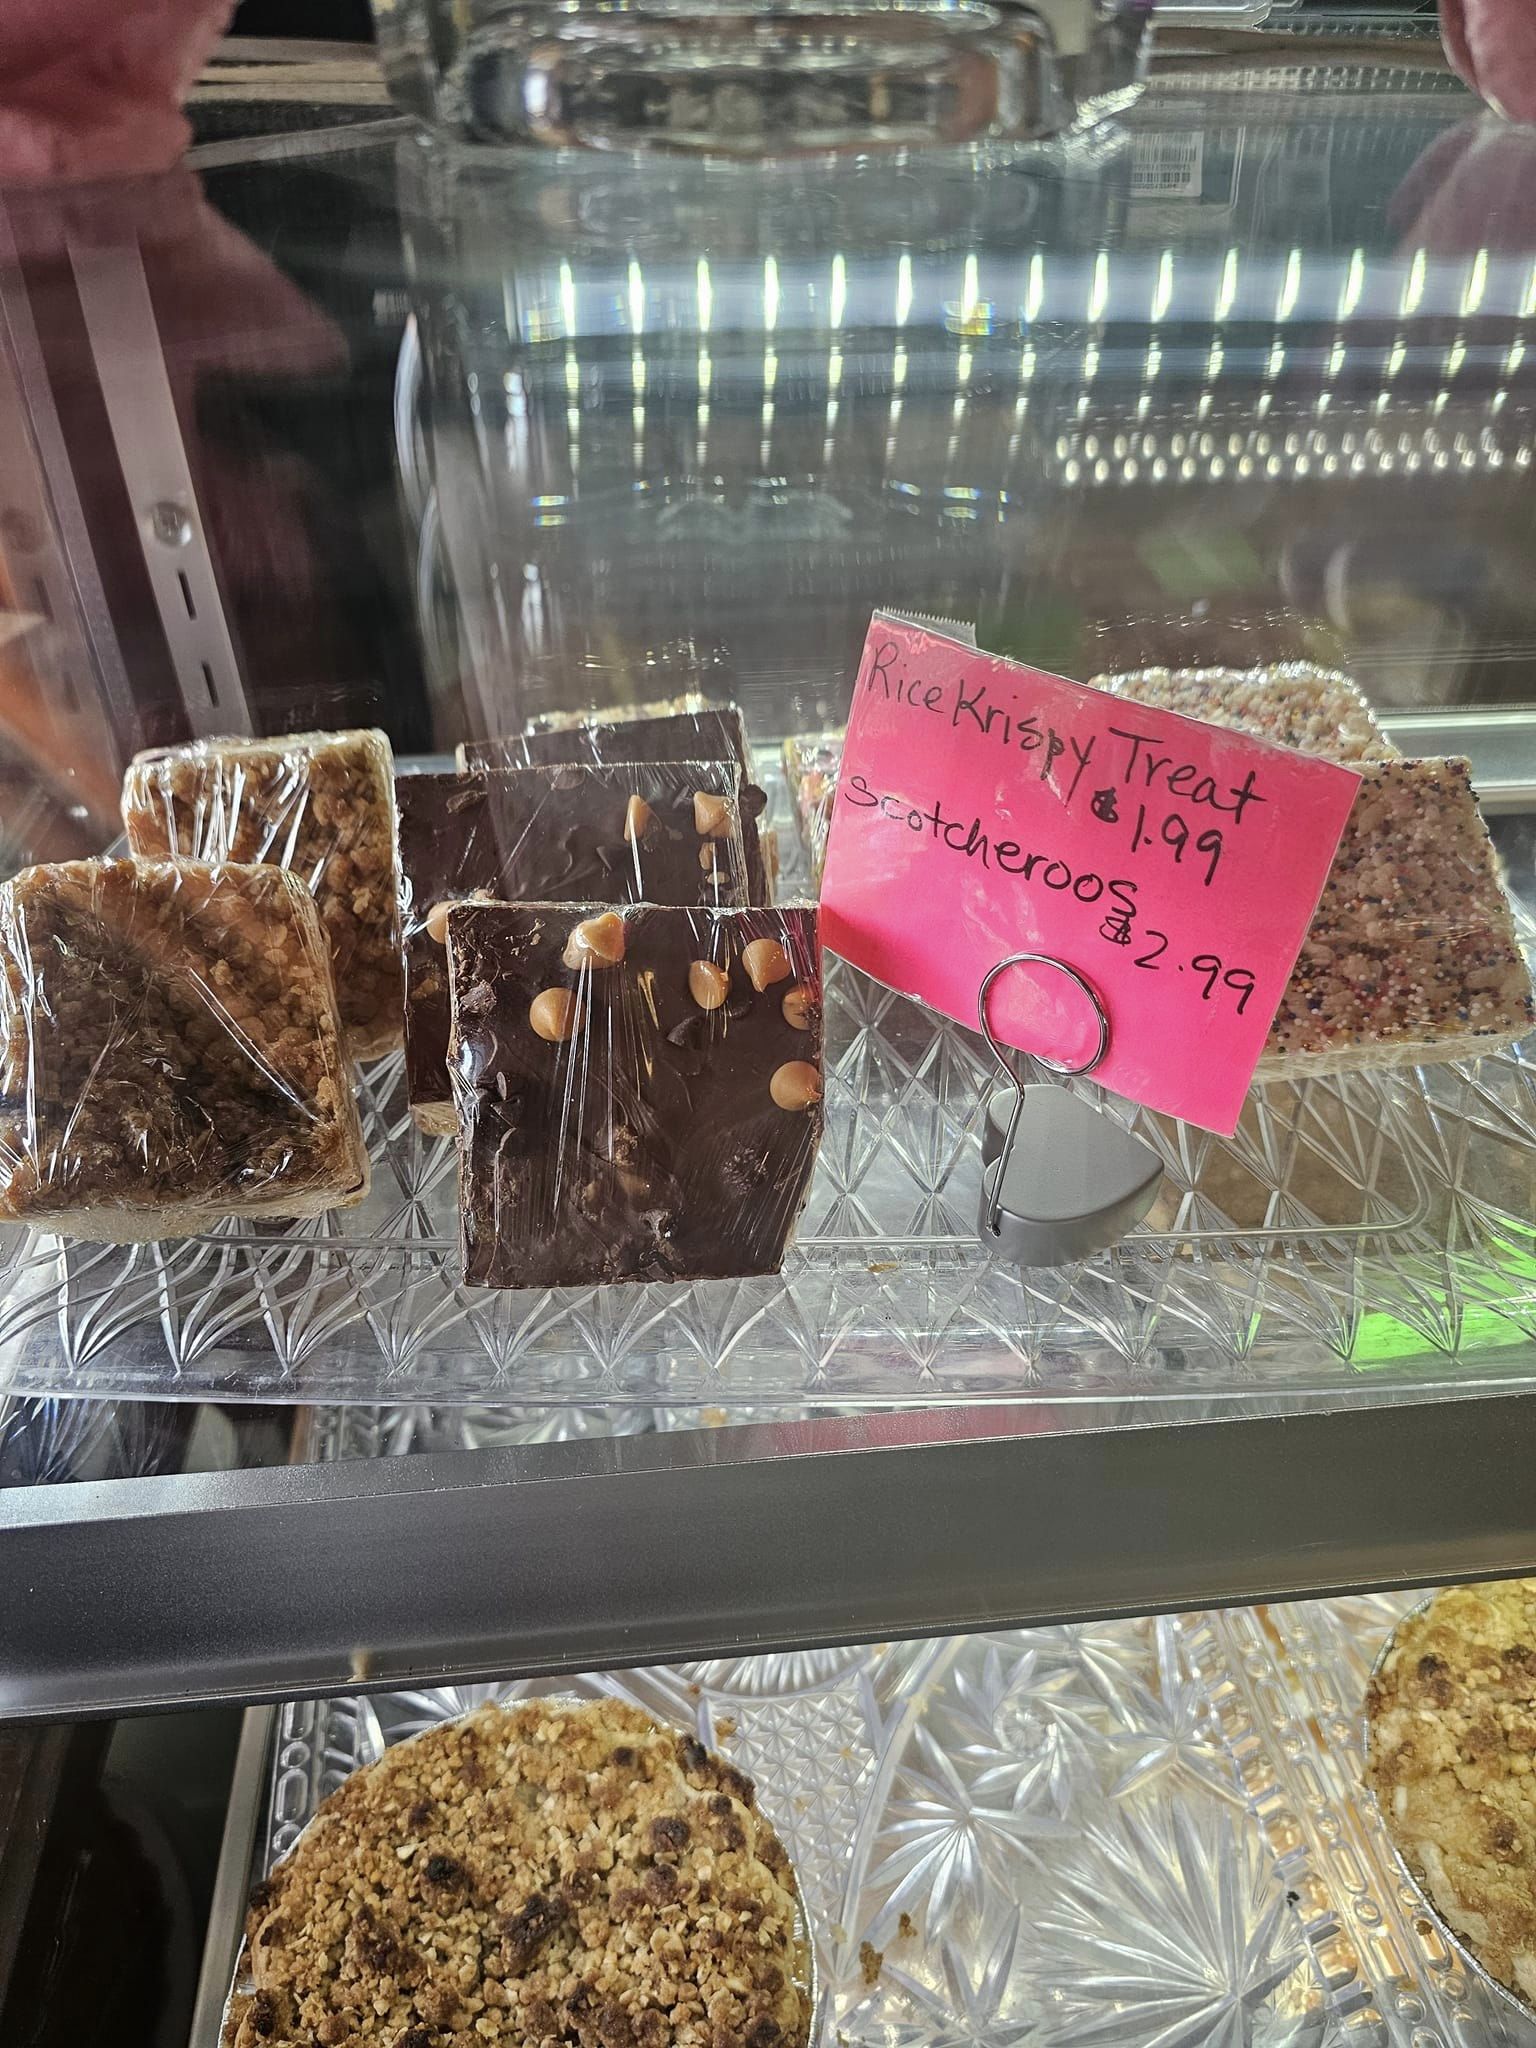 Rice Krispy Treat
$1.99
Scotcheroos
$2.99